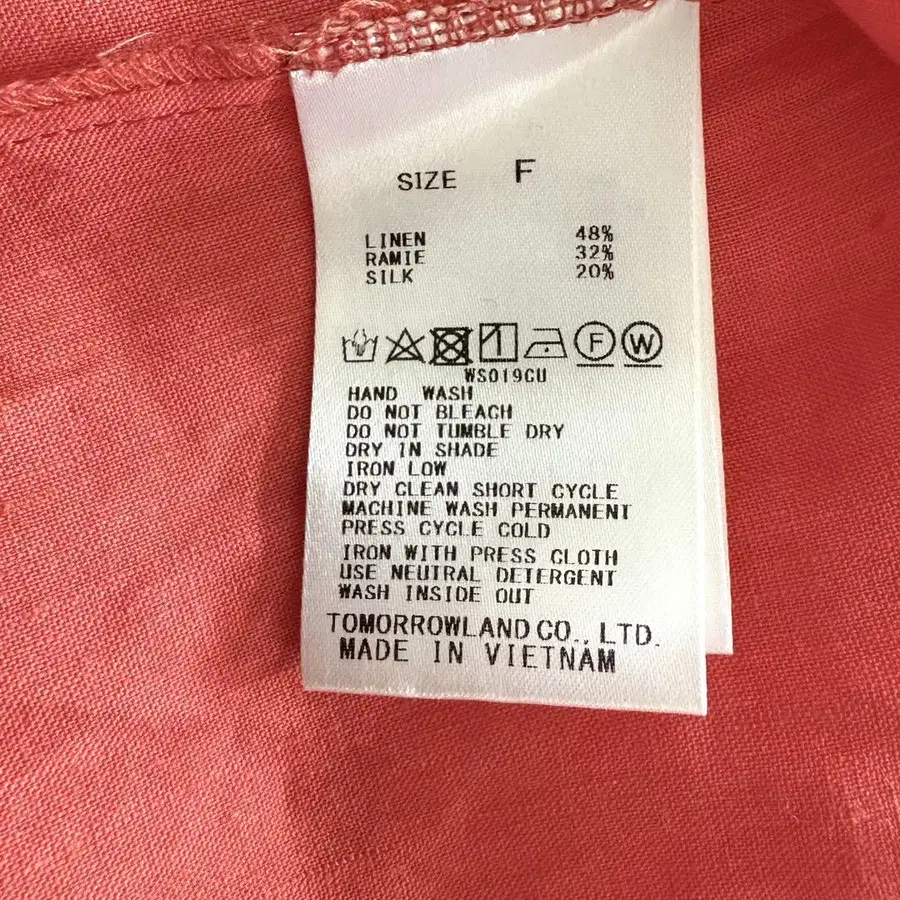 SIZE F
LINEN 48%
RAMIE 32%
SILK 20%
F W
WS019CU
HAND WASH
DO NOT BLEACH
DO NOT TUMBLE DRY
DRY IN SHADE
IRON LOW
DRY CLEAN SHORT CYCLE
MACHINE WASH PERMANENT
PRESS CYCLE COLD
IRON WITH PRESS CLOTH
USE NEUTRAL DETERGENT
WASH INSIDE OUT
TOMORROWLAND CO., LTD.
MADE IN VIETNAM